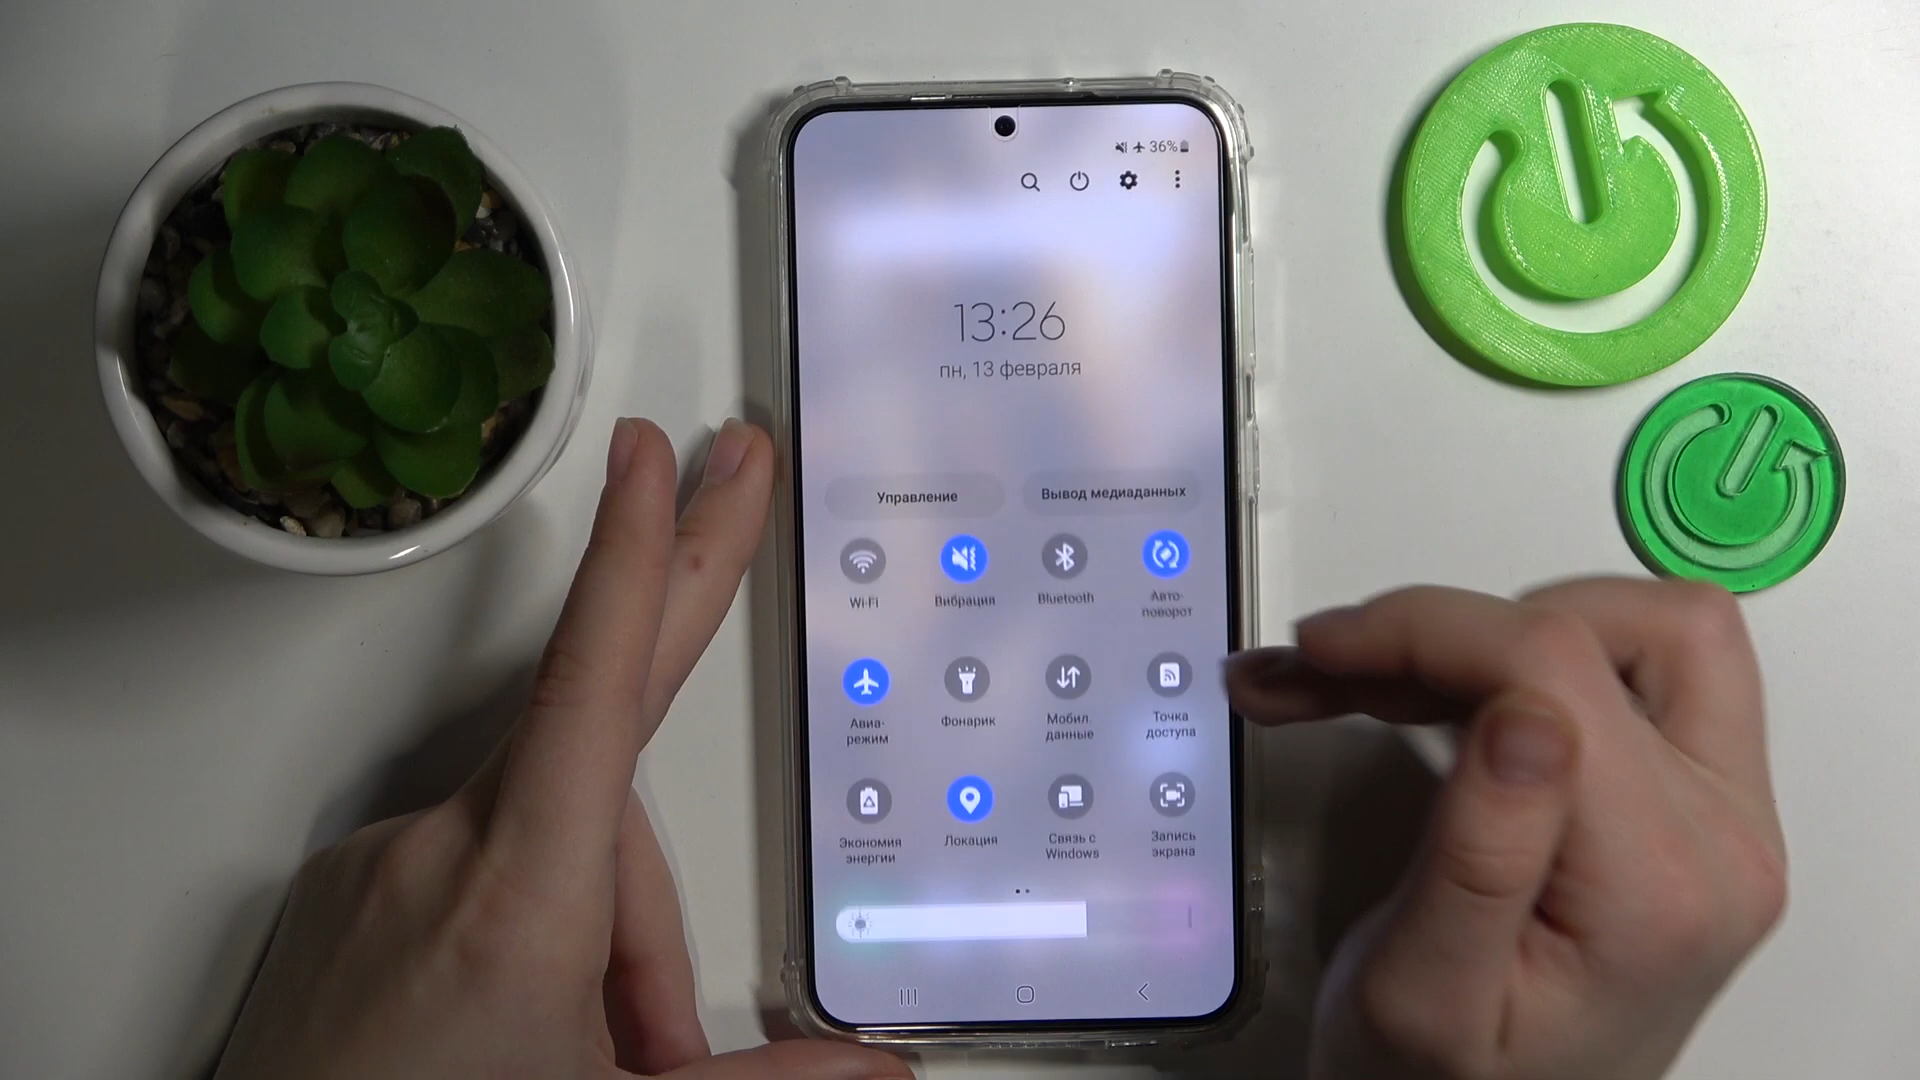 36%
13:26
пн, 13 февраля
Управление
Вывод медиаданных
Wi-Fi
Вибрация
Bluetooth
Авто-
поворот
Авиа-
режим
Фонарик
Мобил.
данные
Точка
доступа
Экономия
энергии
Локация
Связь с
Windows
Запись
экрана